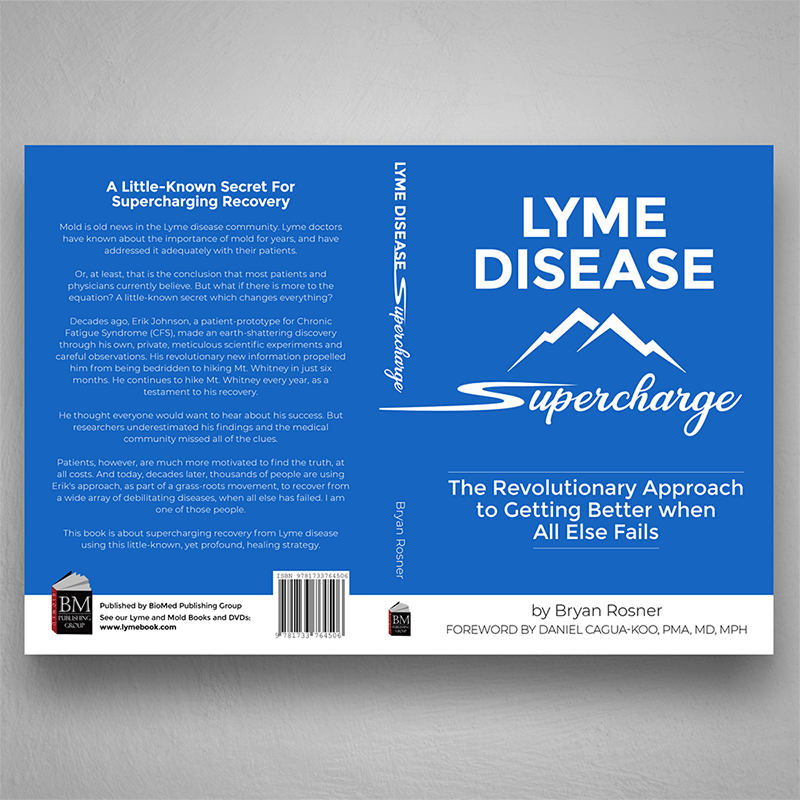 A Little-Known Secret For
Supercharging Recovery
Mold is old news in the Lyme disease community. Lyme doctors
have known about the importance of mold for years, and have
addressed it adequately with their patients.
Or, at least, that is the conclusion that most patients and
physicians currently believe. But what if there is more to the
equation? A little-known secret which changes everything?
Decades ago, Erik Johnson, a patient-prototype for Chronic
Fatigue Syndrome (CFS), made an earth-shattering discovery
through his own, private, meticulous scientific experiments and
careful observations. His revolutionary new information propelled
him from being bedridden to hiking Mt. Whitney in just six
months. He continues to hike Mt. Whitney every year, as a
testament to his recovery.
He thought everyone would want to hear about his success. But
researchers underestimated his findings and the medical
community missed all of the clues.
Patients, however, are much more motivated to find the truth, at
all costs. And today, decades later, thousands of people are using
Erik's approach, as part of a grass-roots movement, to recover from
a wide array of debilitating diseases, when all else has failed. I am
one of those people.
This book is about supercharging recovery from Lyme disease
using this little-known, yet profound, healing strategy.
BM
PUBLISHING
GROUP
Published by BioMed Publishing Group
See our Lyme and Mold Books and DVDs:
www.lymebook.com
ISBN 9781733764506
9 781733 764506
LYME DISEASE
Supercharge
Bryan Rosner
BM
PUBLISHING
GROUP
LYME
DISEASE
Supercharge
The Revolutionary Approach
to Getting Better when
All Else Fails
by Bryan Rosner
FOREWORD BY DANIEL CAGUA-KOO, PMA, MD, MPH